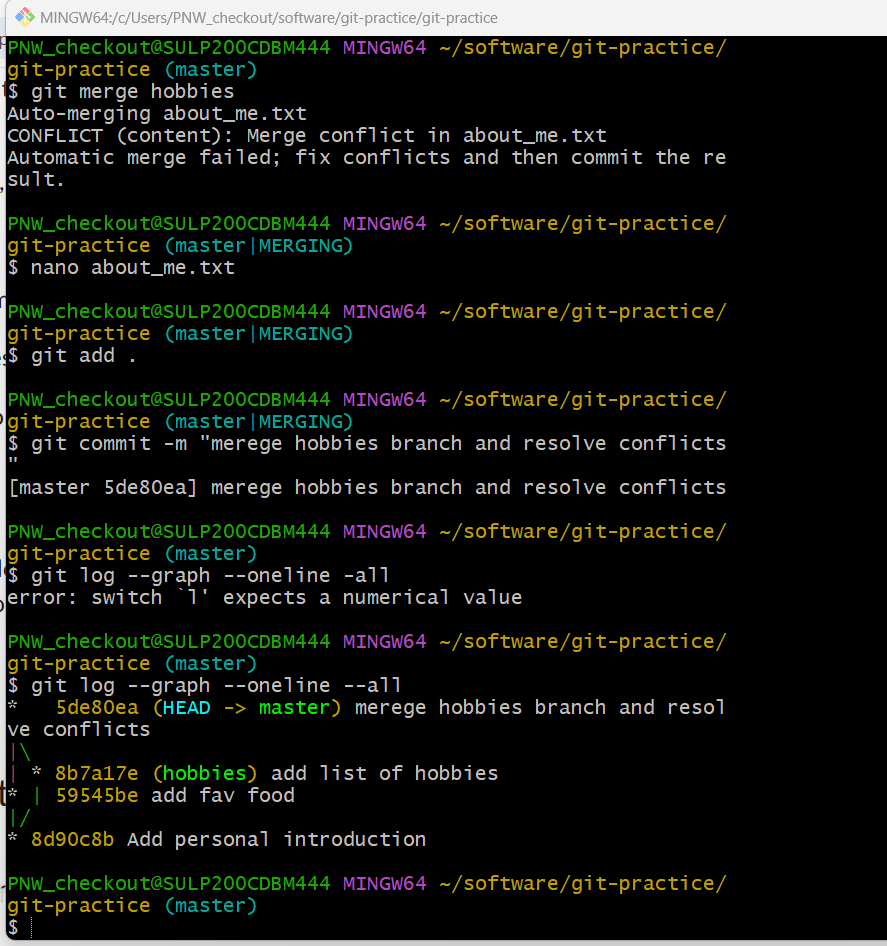 MINGW64:/c/Users/PNW_checkout/software/git-practice/git-practice
PNW_checkout@SULP200CDBM444 MINGW64 ~/software/git-practice/
git-practice (master)
$ git merge hobbies
Auto-merging about_me.txt
CONFLICT (content): Merge conflict in about_me.txt
Automatic merge failed; fix conflicts and then commit the re
sult.
PNW_checkout@SULP200CDBM444 MINGW64 ~/software/git-practice/
git-practice (master|MERGING)
$ nano about_me.txt
PNW_checkout@SULP200CDBM444 MINGW64 ~/software/git-practice/
git-practice (master|MERGING)
$ git add .
PNW_checkout@SULP200CDBM444 MINGW64 ~/software/git-practice/
git-practice (master|MERGING)
$ git commit -m "merege hobbies branch and resolve conflicts
"
[master 5de80ea] merege hobbies branch and resolve conflicts
PNW_checkout@SULP200CDBM444 MINGW64 ~/software/git-practice/
git-practice (master)
$ git log --graph --oneline -all
error: switch `l' expects a numerical value
PNW_checkout@SULP200CDBM444 MINGW64 ~/software/git-practice/
git-practice (master)
$ git log --graph --oneline --all
*   5de80ea (HEAD -> master) merege hobbies branch and resol
ve conflicts
|\
| * 8b7a17e (hobbies) add list of hobbies
* | 59545be add fav food
|/
* 8d90c8b Add personal introduction
PNW_checkout@SULP200CDBM444 MINGW64 ~/software/git-practice/
git-practice (master)
$